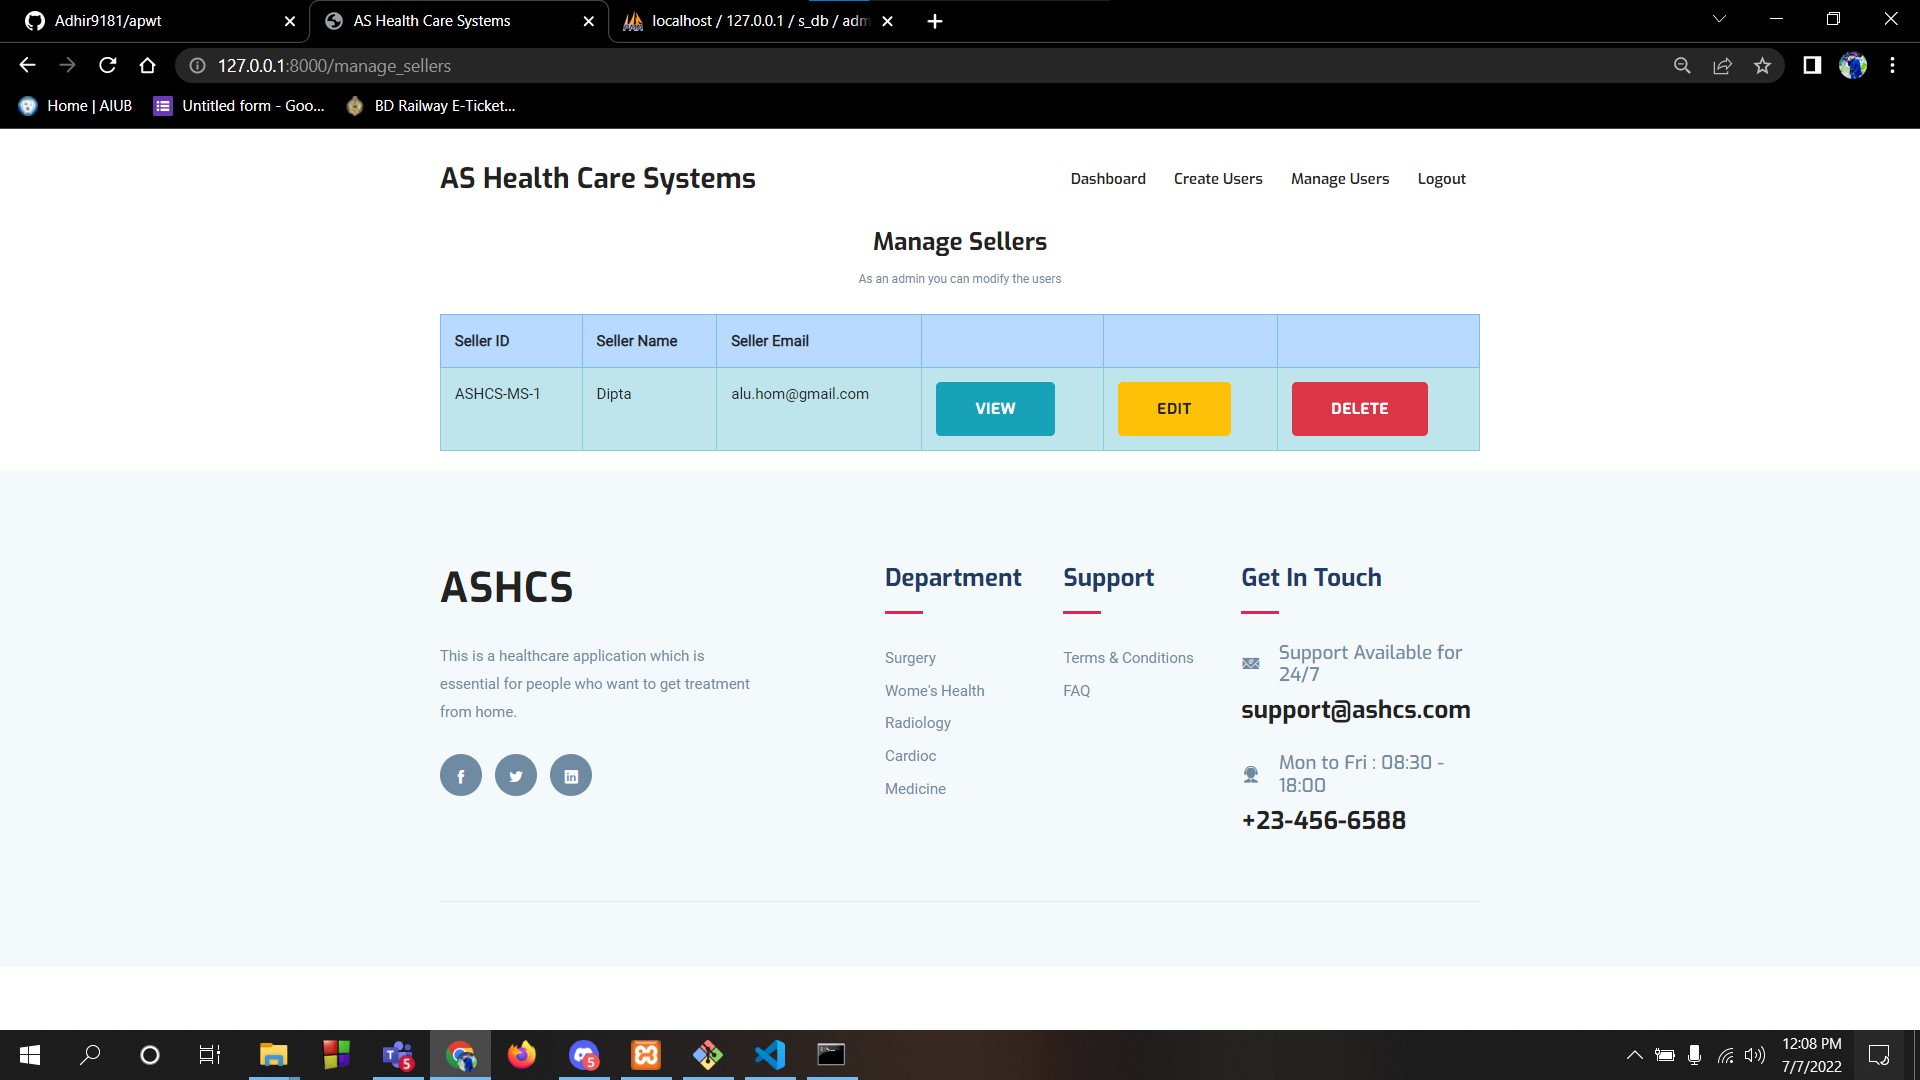 Adhir9181/apwt
AS Health Care Systems
localhost / 127.0.0.1 / s_db / adm
127.0.0.1:8000/manage_sellers
Home | AIUB
Untitled form - Goo...
BD Railway E-Ticket...
AS Health Care Systems
Dashboard
Create Users
Manage Users
Logout
Manage Sellers
As an admin you can modify the users
Seller ID
Seller Name
Seller Email
ASHCS-MS-1
Dipta
alu.hom@gmail.com
VIEW
EDIT
DELETE
ASHCS
This is a healthcare application which is
essential for people who want to get treatment
from home.
Department
Surgery
Wome's Health
Radiology
Cardioc
Medicine
Support
Terms & Conditions
FAQ
Get In Touch
Support Available for
24/7
support@ashcs.com
Mon to Fri : 08:30 -
18:00
+23-456-6588
5
5
12:08 PM
7/7/2022